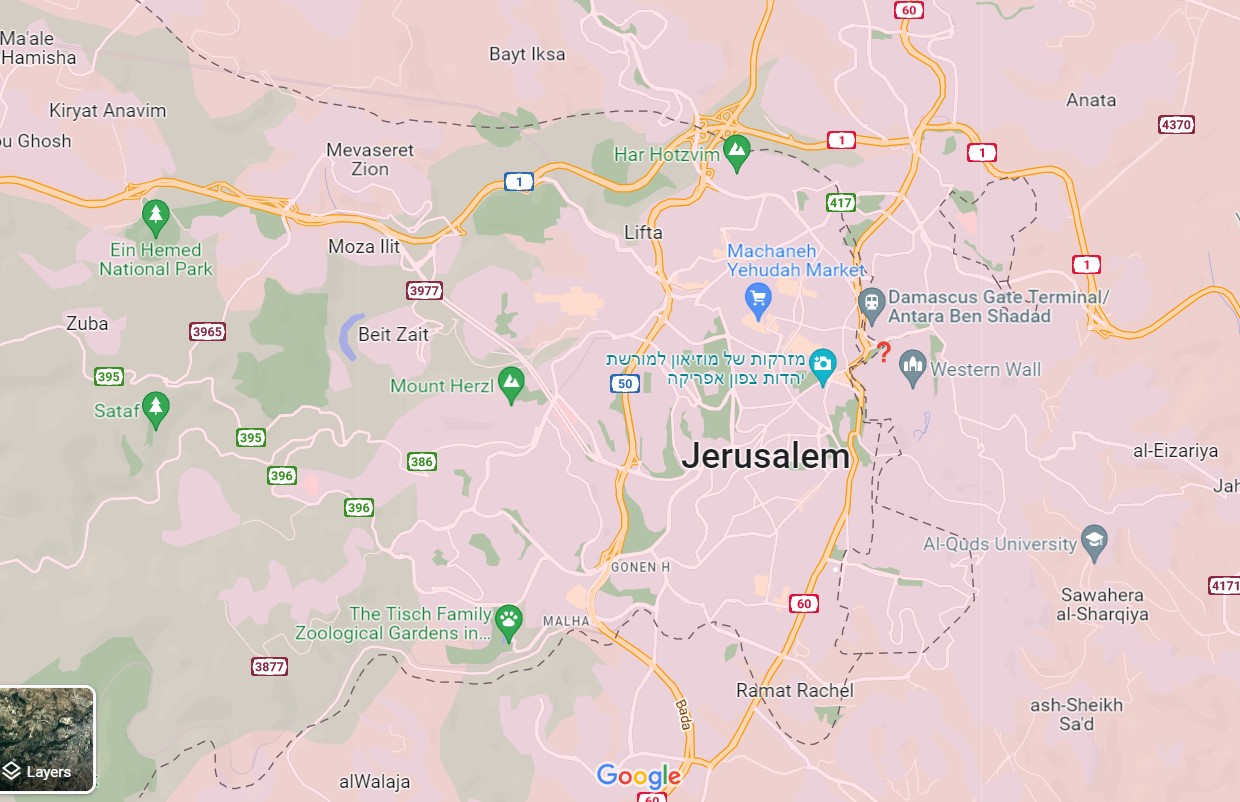 60
Ma'ale
Hamisha
Bayt Iksa
Kiryat Anavim
Anata
4370
Ghosh
Mevaseret
Zion
Har Hotzvim
1
1
1
417
Ein Hemed
National Park
Moza Ilit
Lifta
Machaneh
Yehudah Market
1
3977
Damascus Gate Terminal/
Antara Ben Shadad
Zuba
3965
Beit Zait
?
מזרקות של מוזיאון למורשת
יהדות צפון אפריקה
Western Wall
395
Mount Herzl
50
Sataf
395
386
Jerusalem
al-Eizariya
396
Jah
396
Al-Quds University
GONEN H
4171
60
Sawahera
al-Sharqiya
The Tisch Family
Zoological Gardens in...
MALHA
3877
Ramat Rachel
Bada
ash-Sheikh
Sa'd
Layers
alWalaja
Google
60